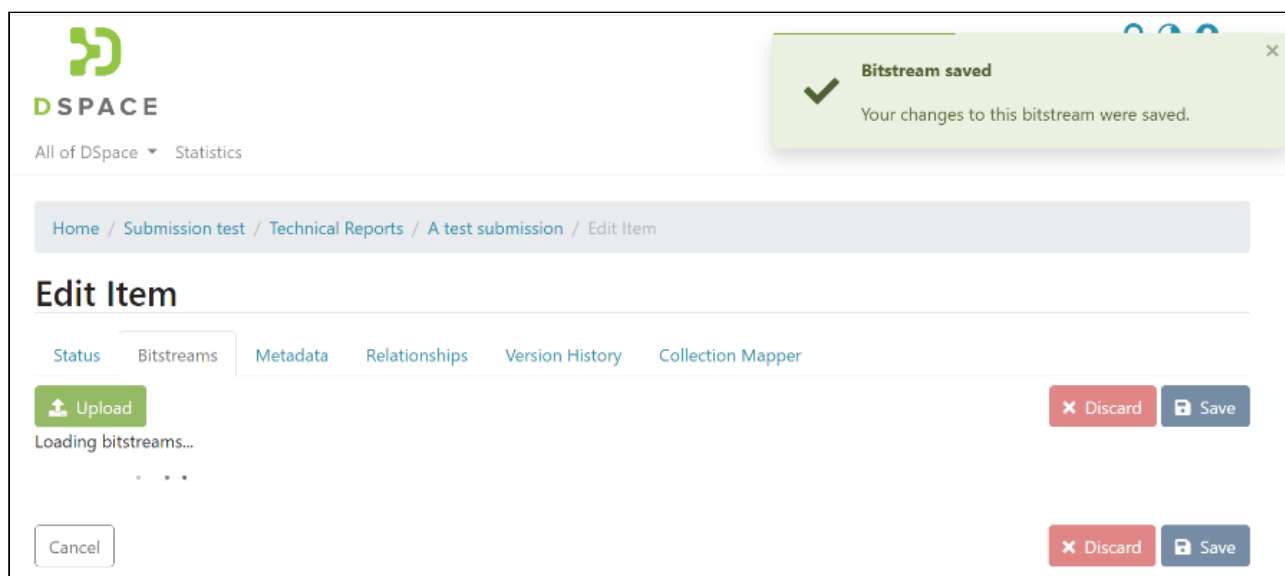 DSPACE
Bitstream saved
×
Your changes to this bitstream were saved.
All of DSpace Statistics
Home / Submission test / Technical Reports / A test submission / Edit Item
Edit Item
Status Bitstreams Metadata Relationships Version History Collection Mapper
Upload × Discard Save
Loading bitstreams...
Cancel × Discard Save